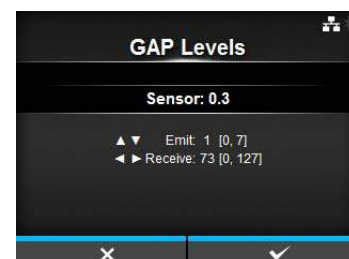 GAP Levels
Sensor: 0.3
▲ ▼ Emit: 1 [0, 7]
◄ ► Receive: 73 [0, 127]